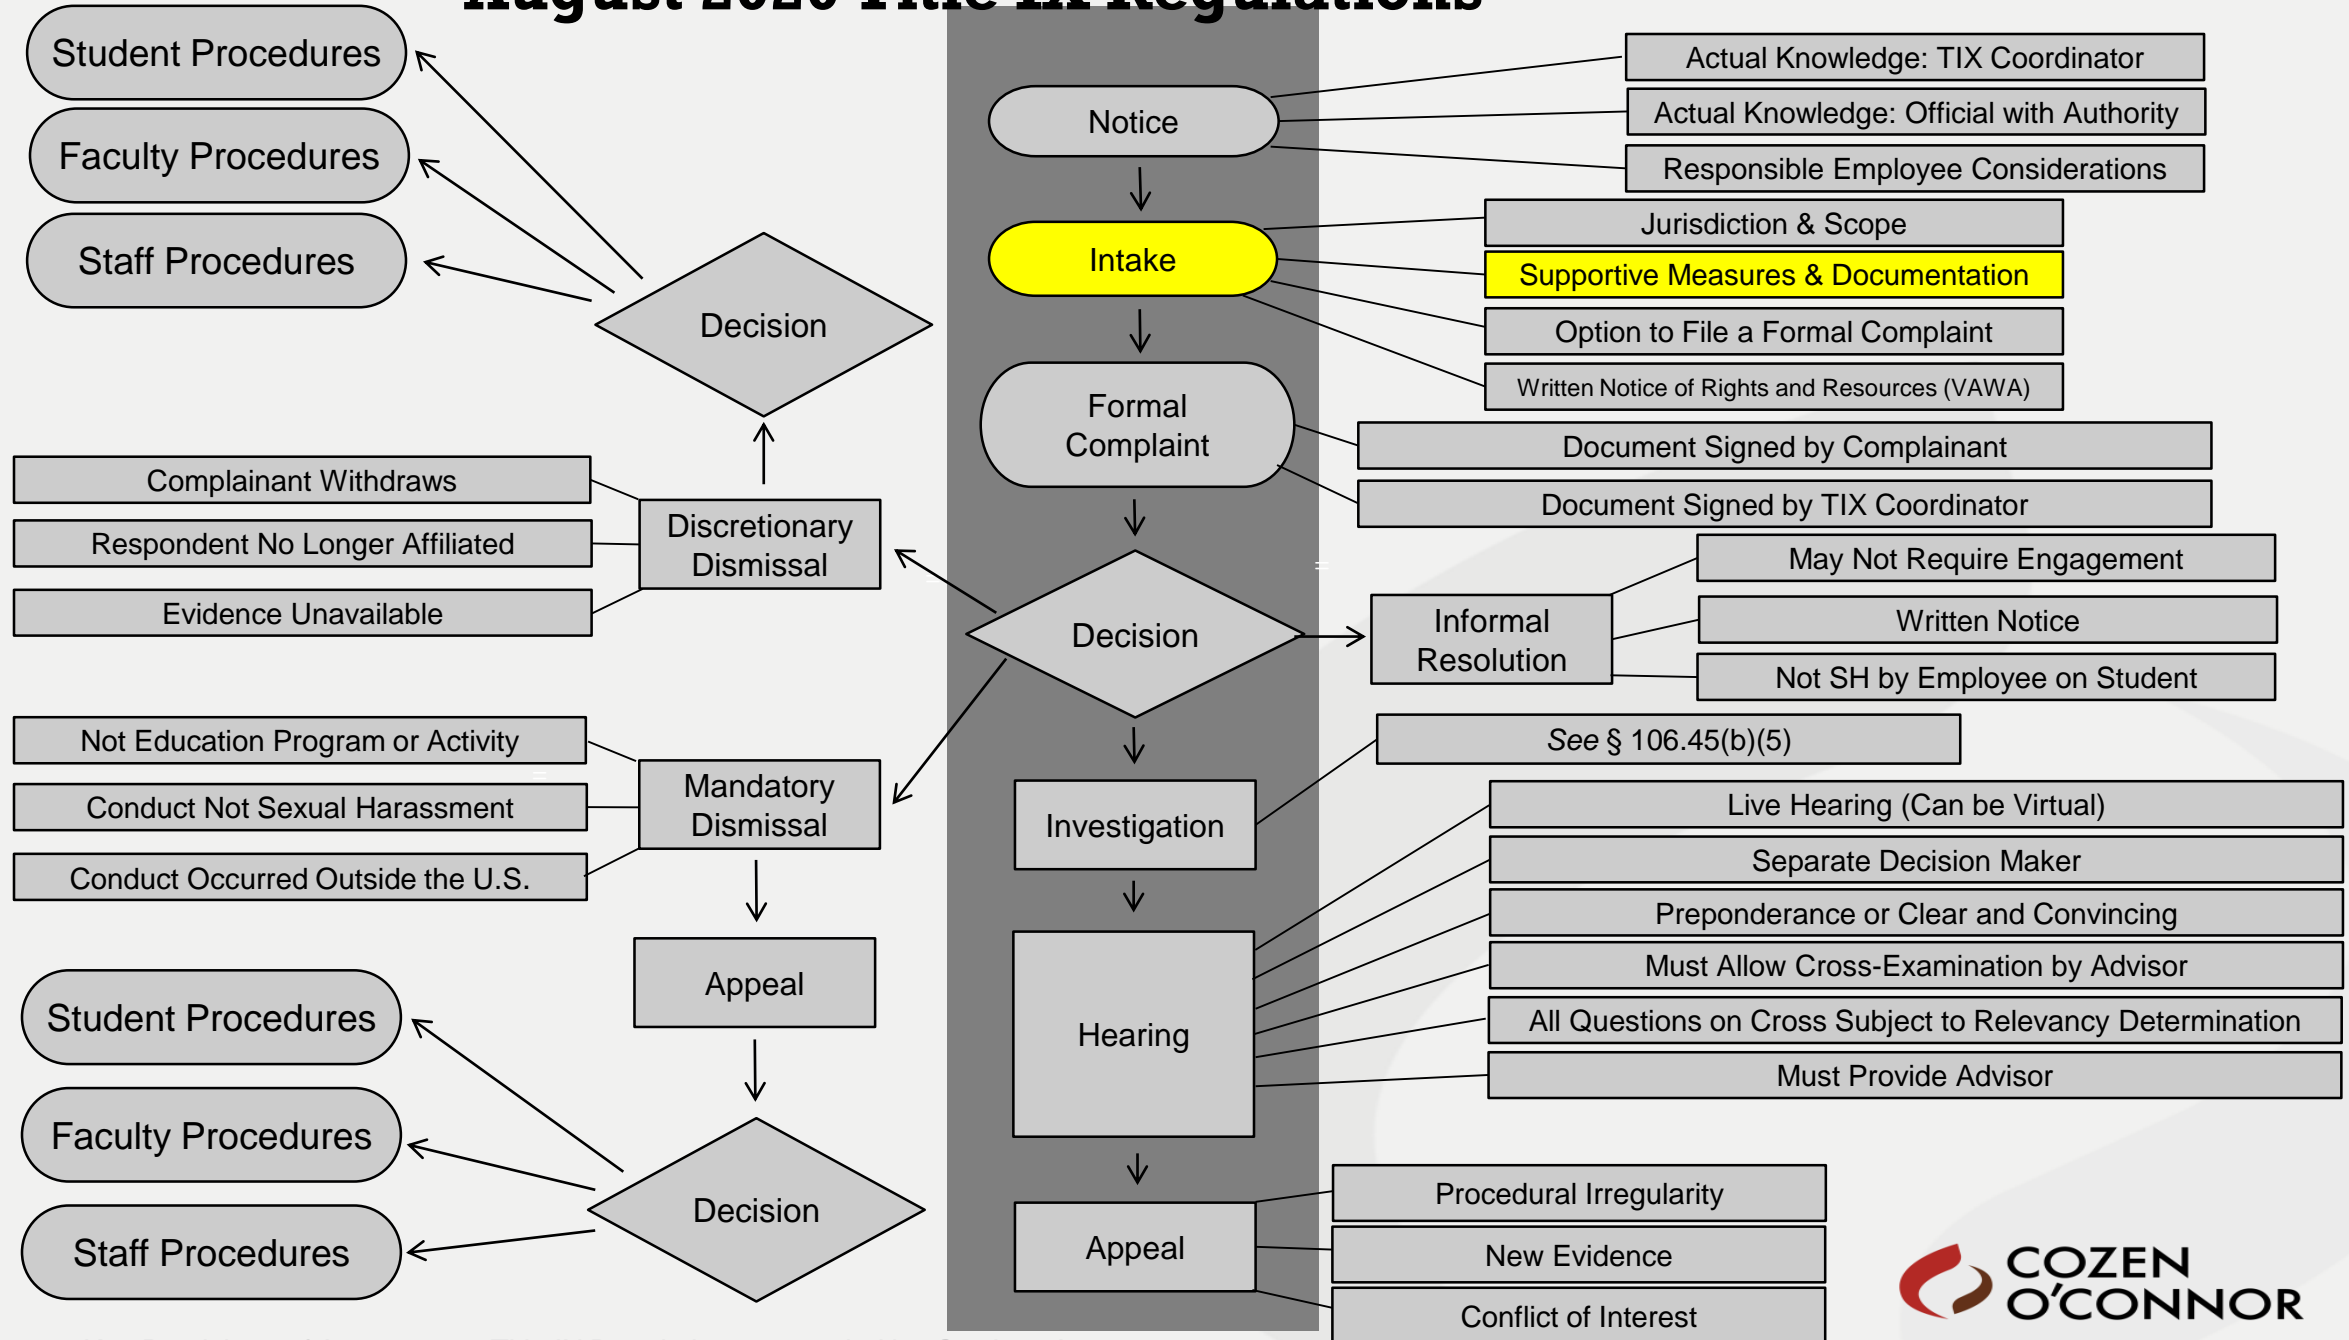 August 2020 Title IX Regulations
Student Procedures
Faculty Procedures
Staff Procedures
Decision
Notice
Actual Knowledge: TIX Coordinator
Actual Knowledge: Official with Authority
Responsible Employee Considerations
Intake
Jurisdiction & Scope
Supportive Measures & Documentation
Option to File a Formal Complaint
Written Notice of Rights and Resources (VAWA)
Formal
Complaint
Document Signed by Complainant
Document Signed by TIX Coordinator
Complainant Withdraws
Respondent No Longer Affiliated
Evidence Unavailable
Discretionary
Dismissal
Decision
Informal
Resolution
May Not Require Engagement
Written Notice
Not SH by Employee on Student
Not Education Program or Activity
Conduct Not Sexual Harassment
Conduct Occurred Outside the U.S.
Mandatory
Dismissal
Investigation
See § 106.45(b)(5)
Appeal
Hearing
Live Hearing (Can be Virtual)
Separate Decision Maker
Preponderance or Clear and Convincing
Must Allow Cross-Examination by Advisor
All Questions on Cross Subject to Relevancy Determination
Must Provide Advisor
Student Procedures
Faculty Procedures
Staff Procedures
Decision
Appeal
Procedural Irregularity
New Evidence
Conflict of Interest
COZEN
O'CONNOR